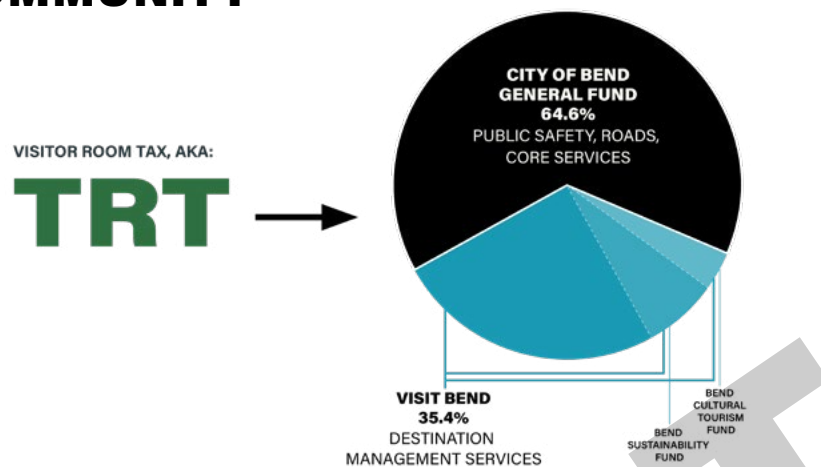 VISITOR ROOM TAX, AKA:
TRT
CITY OF BEND
GENERAL FUND
64.6%
PUBLIC SAFETY, ROADS,
CORE SERVICES
VISIT BEND
35.4%
DESTINATION
MANAGEMENT SERVICES
BEND
SUSTAINABILITY
FUND
BEND
CULTURAL
TOURISM
FUND